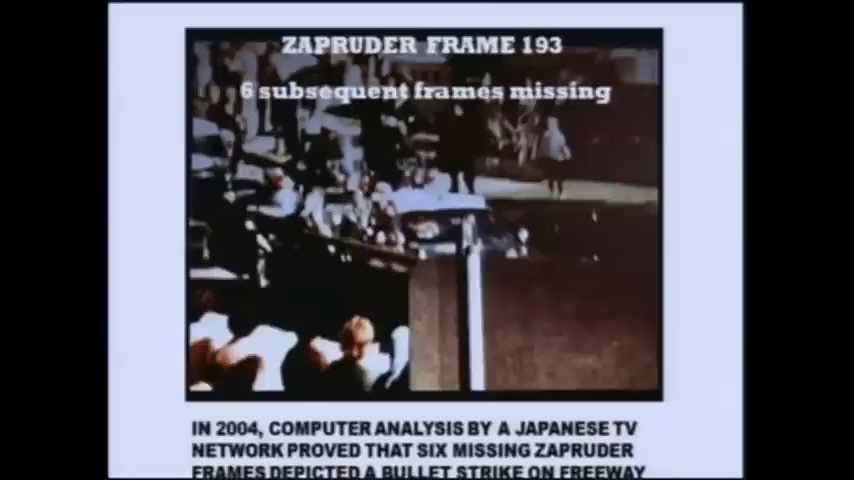 ZAPRUDER FRAME 193
6 subsequent frames missing
IN 2004, COMPUTER ANALYSIS BY A JAPANESE TV
NETWORK PROVED THAT SIX MISSING ZAPRUDER
FRAMES DEPICTED A BULLET STRIKE ON FREEWAY